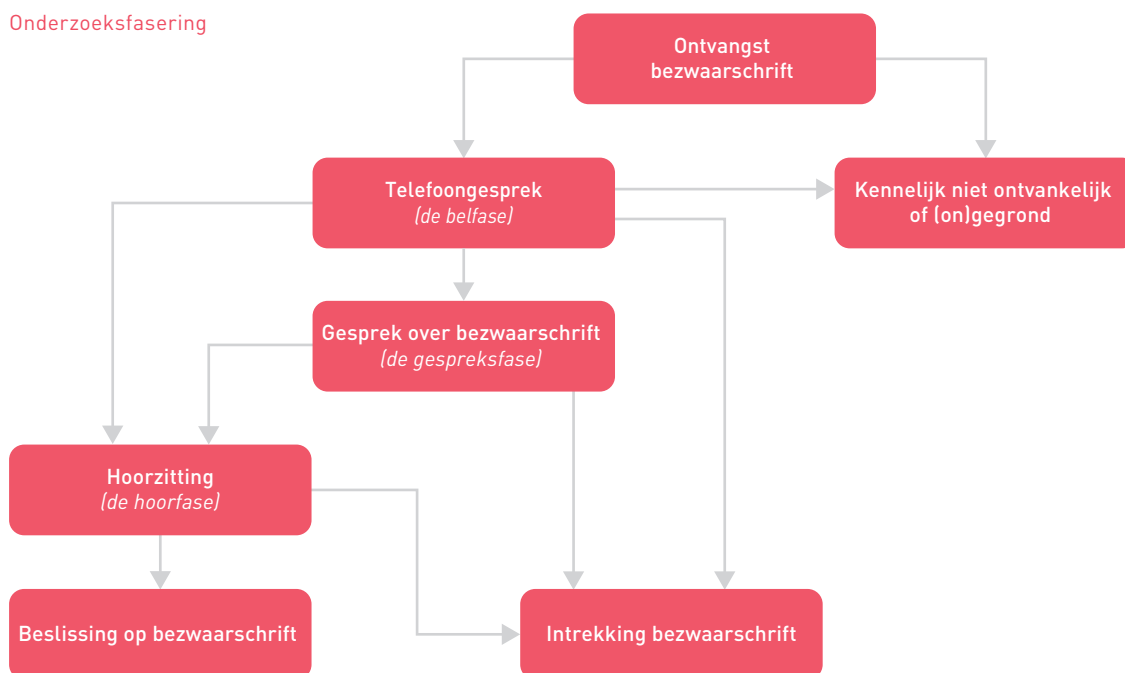 Onderzoeksfasering
Ontvangst
bezwaarschrift
Telefoongesprek
(de belfase)
Kennelijk niet ontvankelijk
of (on)gegrond
Gesprek over bezwaarschrift
(de gespreksfase)
Hoorzitting
(de hoorfase)
Beslissing op bezwaarschrift
Intrekking bezwaarschrift